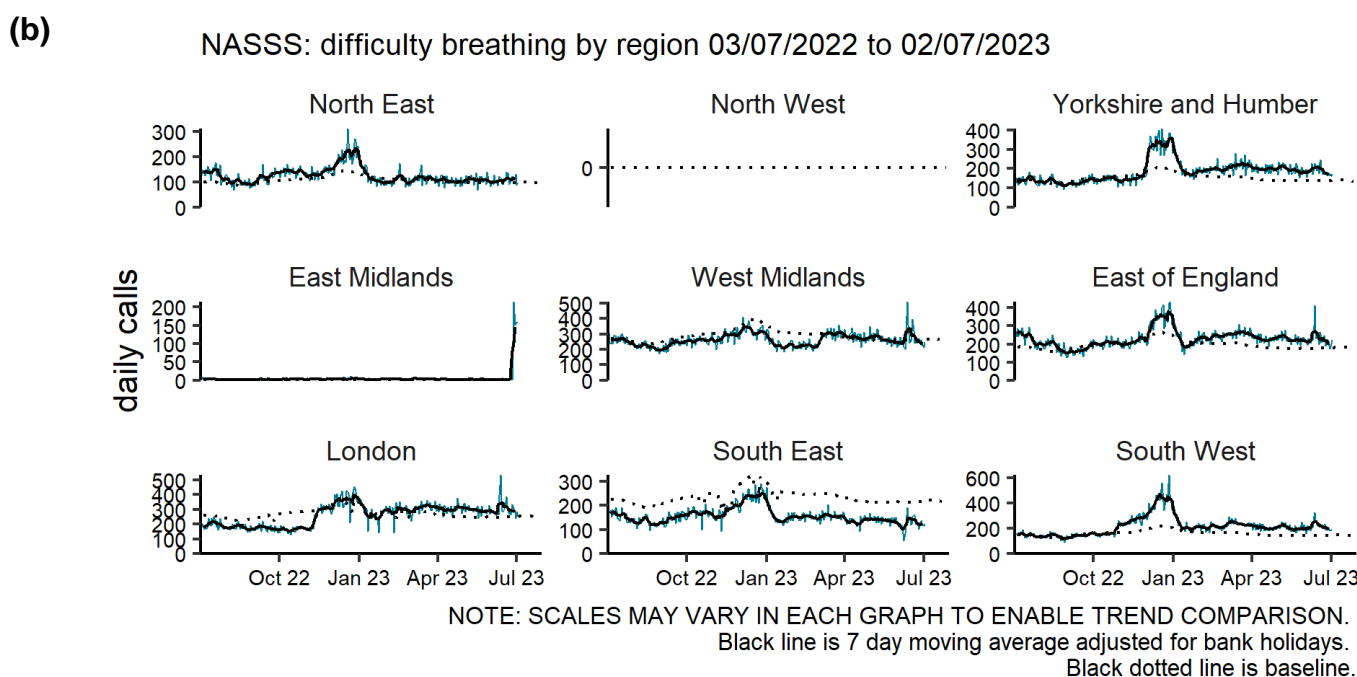 (b)
NASSS: difficulty breathing by region 03/07/2022 to 02/07/2023
North East
300
200
100
0
North West
0
Yorkshire and Humber
400
300
200
100
0
daily calls
East Midlands
200
150
100
50
0
West Midlands
500
400
300
200
100
0
East of England
400
300
200
100
0
London
500
400
300
200
100
0
Oct 22 Jan 23 Apr 23 Jul 23
South East
300
200
100
0
Oct 22 Jan 23 Apr 23 Jul 23
South West
600
400
200
0
Oct 22 Jan 23 Apr 23 Jul 23
NOTE: SCALES MAY VARY IN EACH GRAPH TO ENABLE TREND COMPARISON.
Black line is 7 day moving average adjusted for bank holidays.
Black dotted line is baseline.